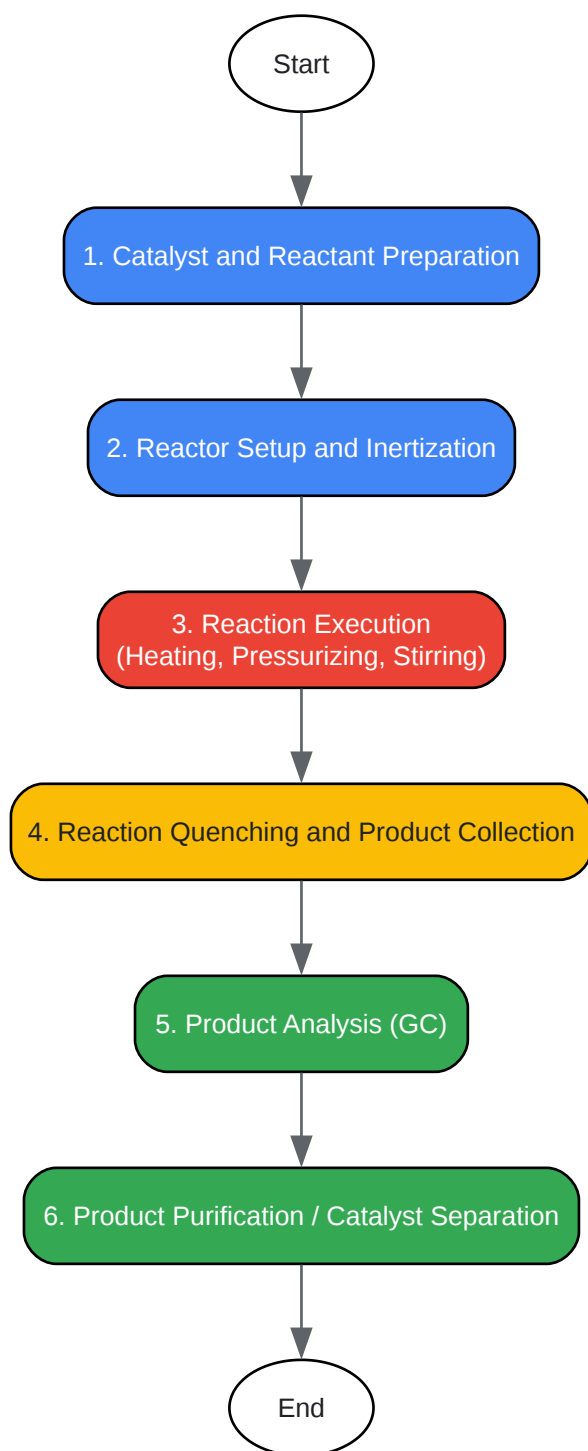 Start
1. Catalyst and Reactant Preparation
2. Reactor Setup and Inertization
3. Reaction Execution
(Heating, Pressurizing, Stirring)
4. Reaction Quenching and Product Collection
5. Product Analysis (GC)
6. Product Purification / Catalyst Separation
End